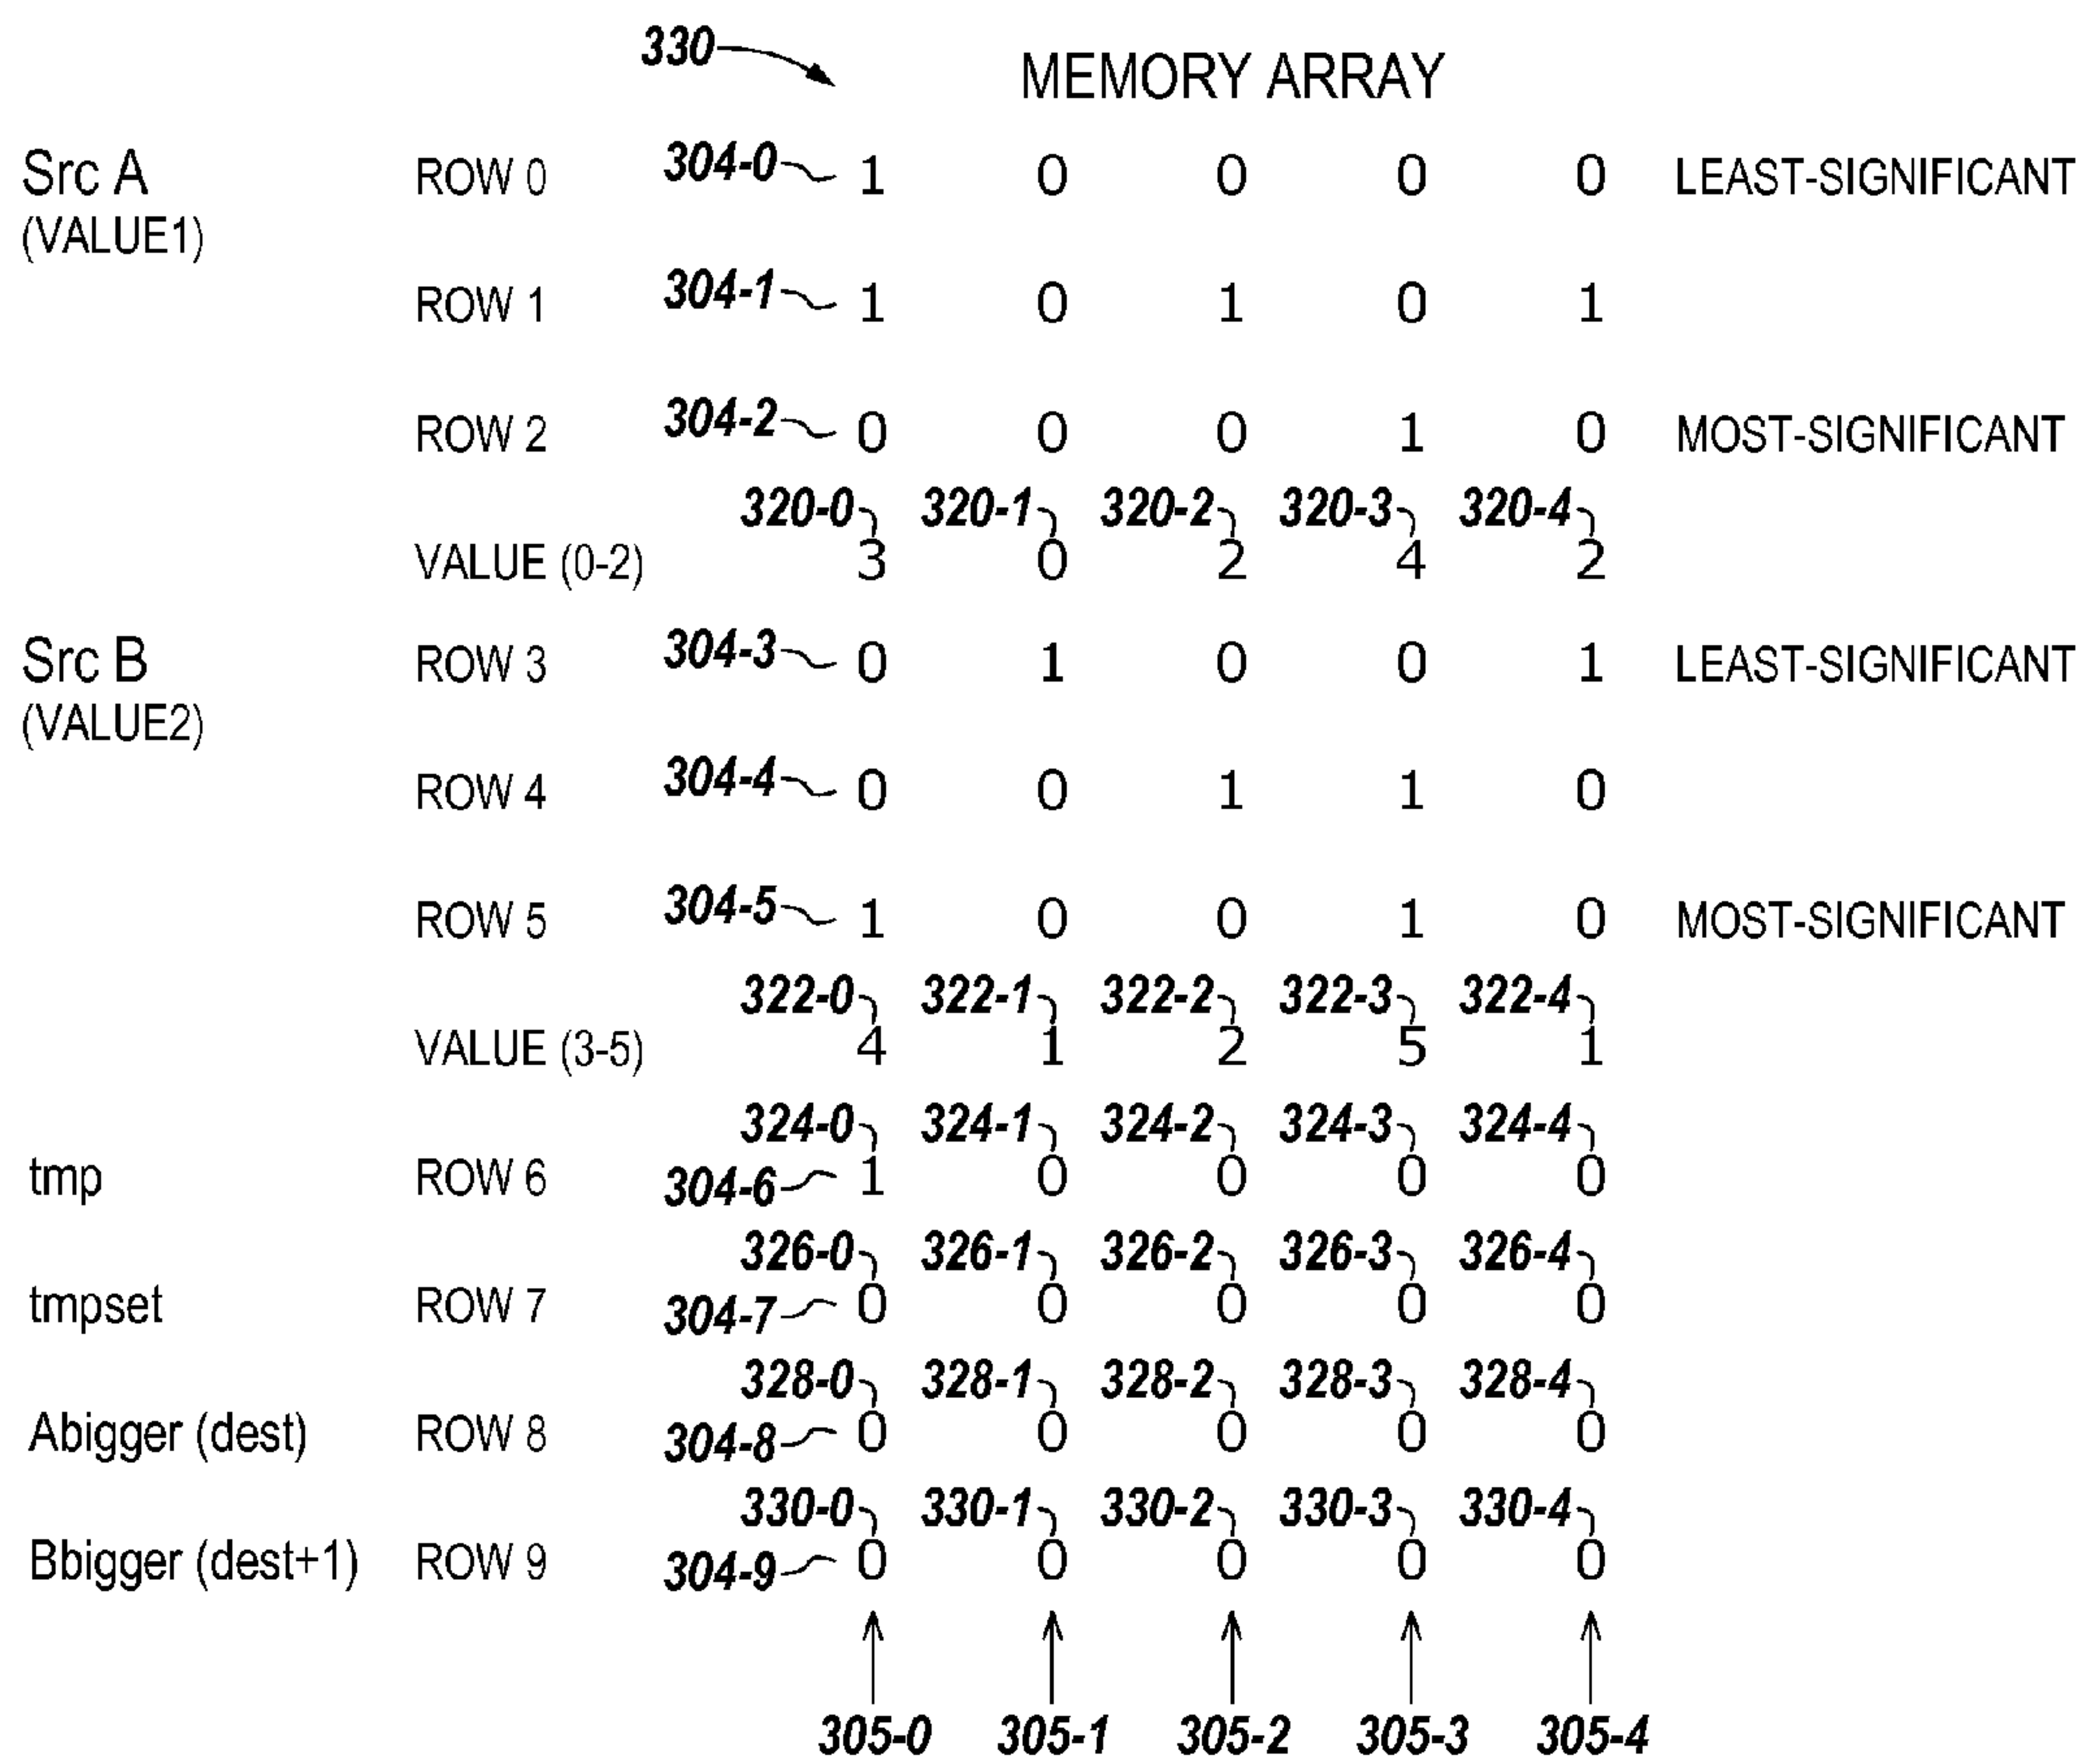 330 MEMORY ARRAY
Src A ROW 0 304-0 1 0 0 0 0 LEAST-SIGNIFICANT
(VALUE1)
ROW 1 304-1 1 0 1 0 1
ROW 2 304-2 0 0 0 1 0 MOST-SIGNIFICANT
320-0 320-1 320-2 320-3 320-4
VALUE (0-2) 3 0 2 4 2
Src B ROW 3 304-3 0 1 0 0 1 LEAST-SIGNIFICANT
(VALUE2)
ROW 4 304-4 0 0 1 1 0
ROW 5 304-5 1 0 0 1 0 MOST-SIGNIFICANT
322-0 322-1 322-2 322-3 322-4
VALUE (3-5) 4 1 2 5 1
324-0 324-1 324-2 324-3 324-4
tmp ROW 6 304-6 1 0 0 0 0
326-0 326-1 326-2 326-3 326-4
tmpset ROW 7 304-7 0 0 0 0 0
328-0 328-1 328-2 328-3 328-4
Abigger (dest) ROW 8 304-8 0 0 0 0 0
330-0 330-1 330-2 330-3 330-4
Bbigger (dest+1) ROW 9 304-9 0 0 0 0 0
305-0 305-1 305-2 305-3 305-4